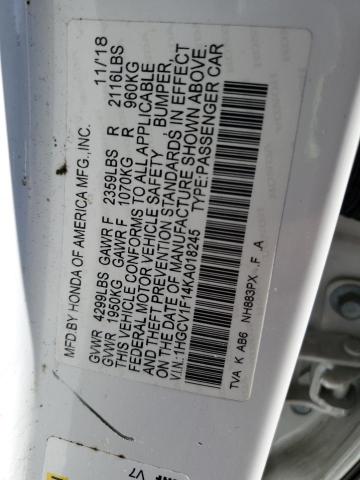 MFD.BY HONDA OF AMERICA MFG.,INC. 11/'18
GVWR 4299LBS GAWR F 2359LBS R 2116LBS
GVWR 1950KG GAWR F 1070KG R 960KG
THIS VEHICLE CONFORMS TO ALL APPLICABLE
FEDERAL MOTOR VEHICLE SAFETY, BUMPER,
AND THEFT PREVENTION STANDARDS IN EFFECT
ON THE DATE OF MANUFACTURE SHOWN ABOVE.
V.I.N.:1HGCV1F14KA018245 TYPE:PASSENGER CAR
TVA K AB6 NH883PX F A
V7